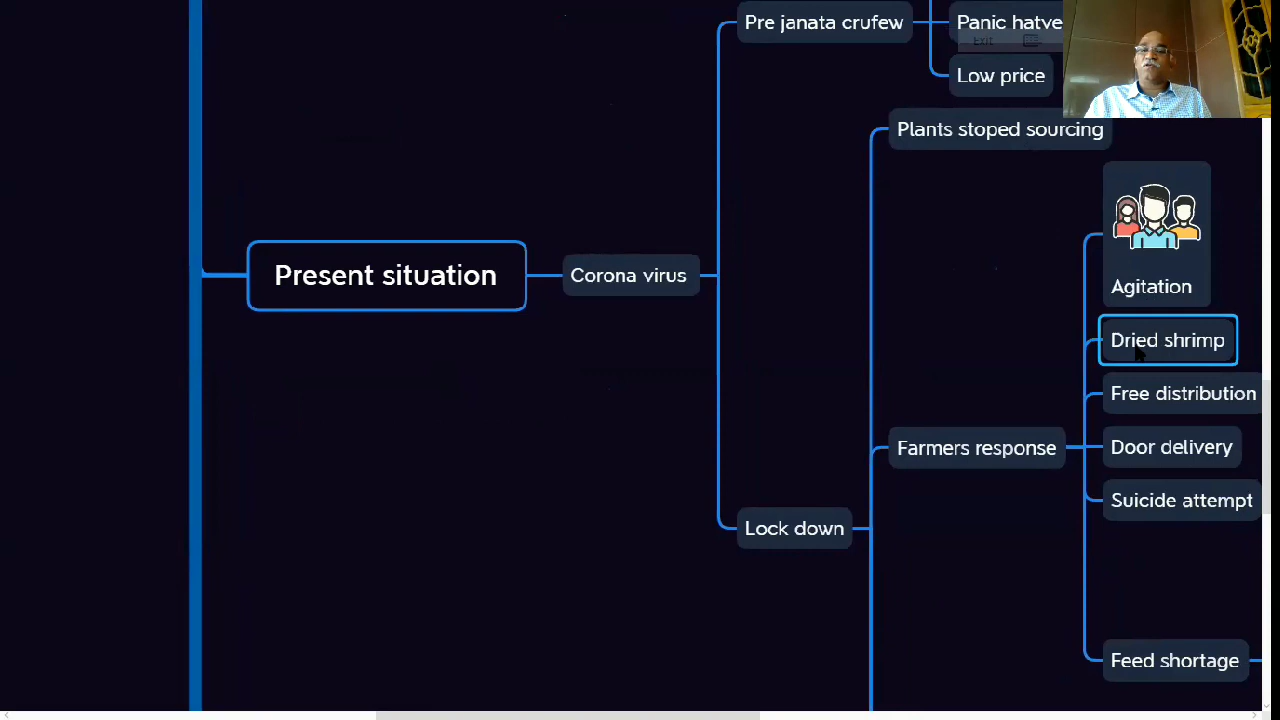 Pre janata crufew
Panic hatve
Exit
Low price
Plants stoped sourcing
Present situation
Corona virus
Agitation
Dried shrimp
Free distribution
Farmers response
Door delivery
Suicide attempt
Lock down
Feed shortage